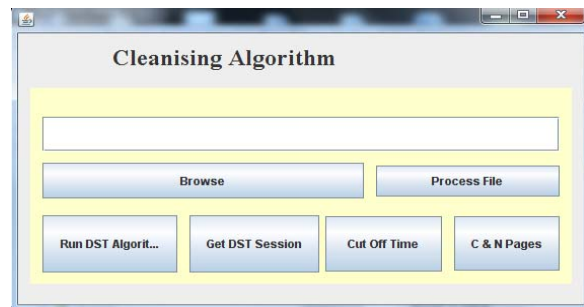 Cleanising Algorithm
Browse
Process File
Run DST Algorit...
Get DST Session
Cut Off Time
C & N Pages